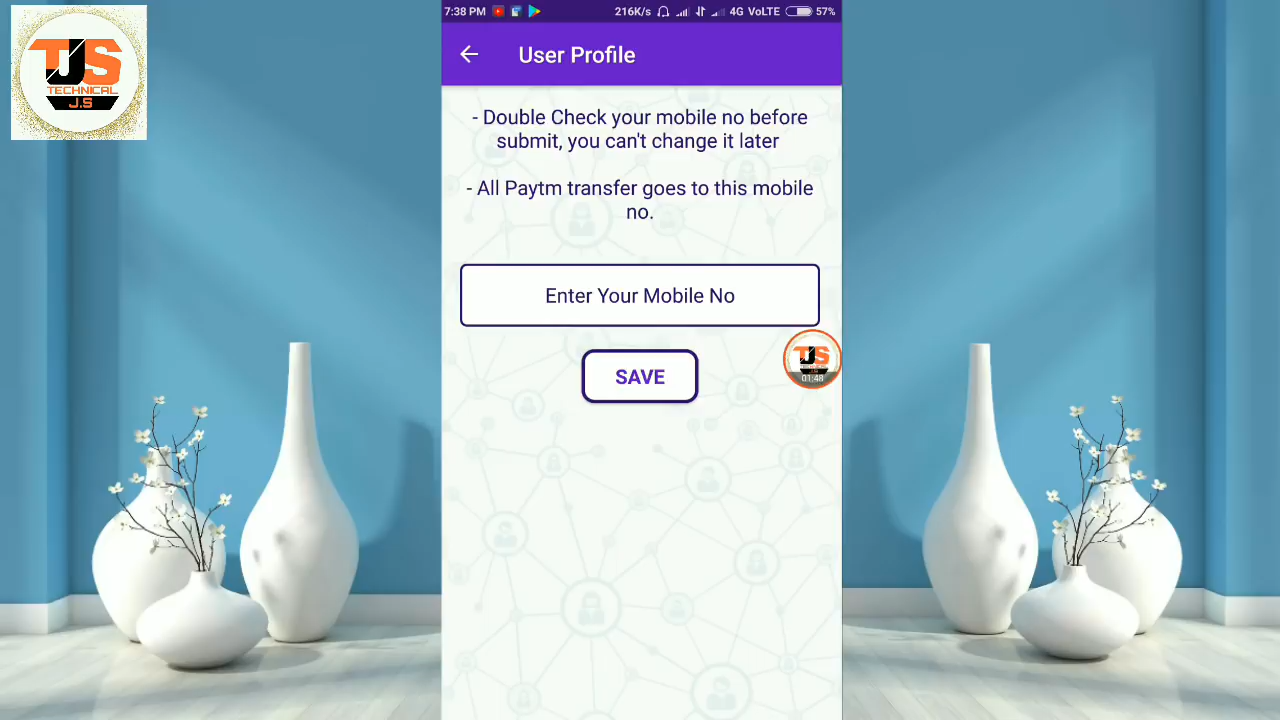 TJS
TECHNICAL
J.S
7:38 PM 216K/s 4G VoLTE 57%
User Profile
- Double Check your mobile no before
submit, you can't change it later
- All Paytm transfer goes to this mobile
no.
Enter Your Mobile No
SAVE
TJS
01:48